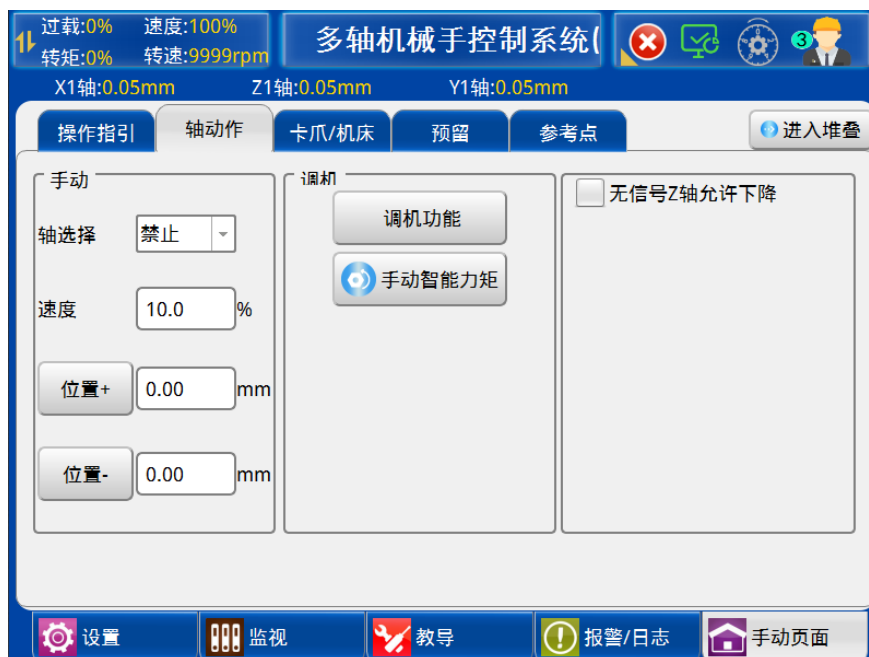 过载:0% 速度:100%
转矩:0% 转速:9999rpm
多轴机械手控制系统(
3
X1轴:0.05mm Z1轴:0.05mm Y1轴:0.05mm
操作指引 轴动作 卡爪/机床 预留 参考点 进入堆叠
手动
轴选择 禁止
速度 10.0 %
位置+ 0.00 mm
位置- 0.00 mm
调机
调机功能
手动智能力矩
无信号Z轴允许下降
设置 监视 教导 报警/日志 手动页面